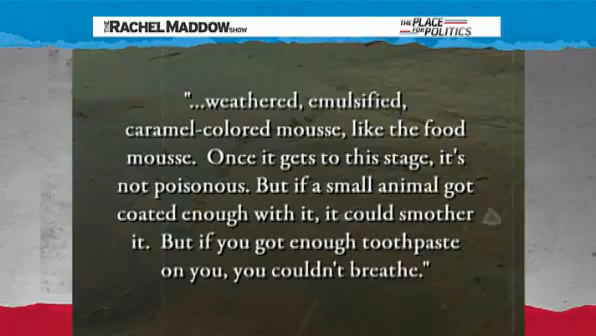 THE RACHEL MADDOW SHOW
THE PLACE
FOR POLITICS
"...weathered, emulsified,
caramel-colored mousse, like the food
mousse. Once it gets to this stage, it's
not poisonous. But if a small animal got
coated enough with it, it could smother
it. But if you got enough toothpaste
on you, you couldn't breathe."